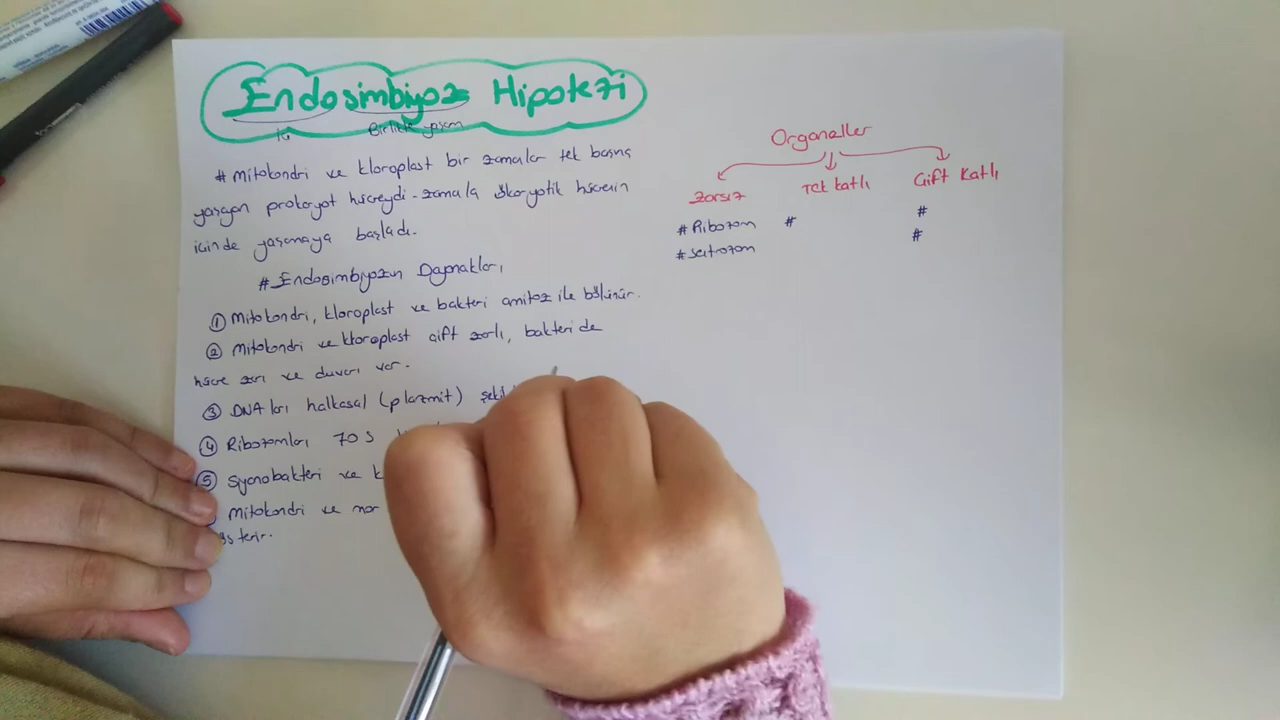 Endosimbiyoz Hipotezi
iç Birlikte yaşam
# Mitokondri ve kloroplast bir zamanlar tek başına
yaşayan prokaryot hücreydi - zamanla ökaryotik hücrenin
içinde yaşamaya başladı.
# Endosimbiyozun Dayanakları
① Mitokondri, kloroplast ve bakteri amitoz ile bölünür.
② Mitokondri ve kloroplast çift zarlı, bakteri de
hücre zarı ve duvarı var.
③ DNA ları halkasal (plazmit)
④ Ribozomları 70 S
⑤ Syonobakteri ve
Mitokondri ve mor
Organeller
Zarsız Tek katlı Çift Katlı
# Ribozom # #
# Sentrozom #